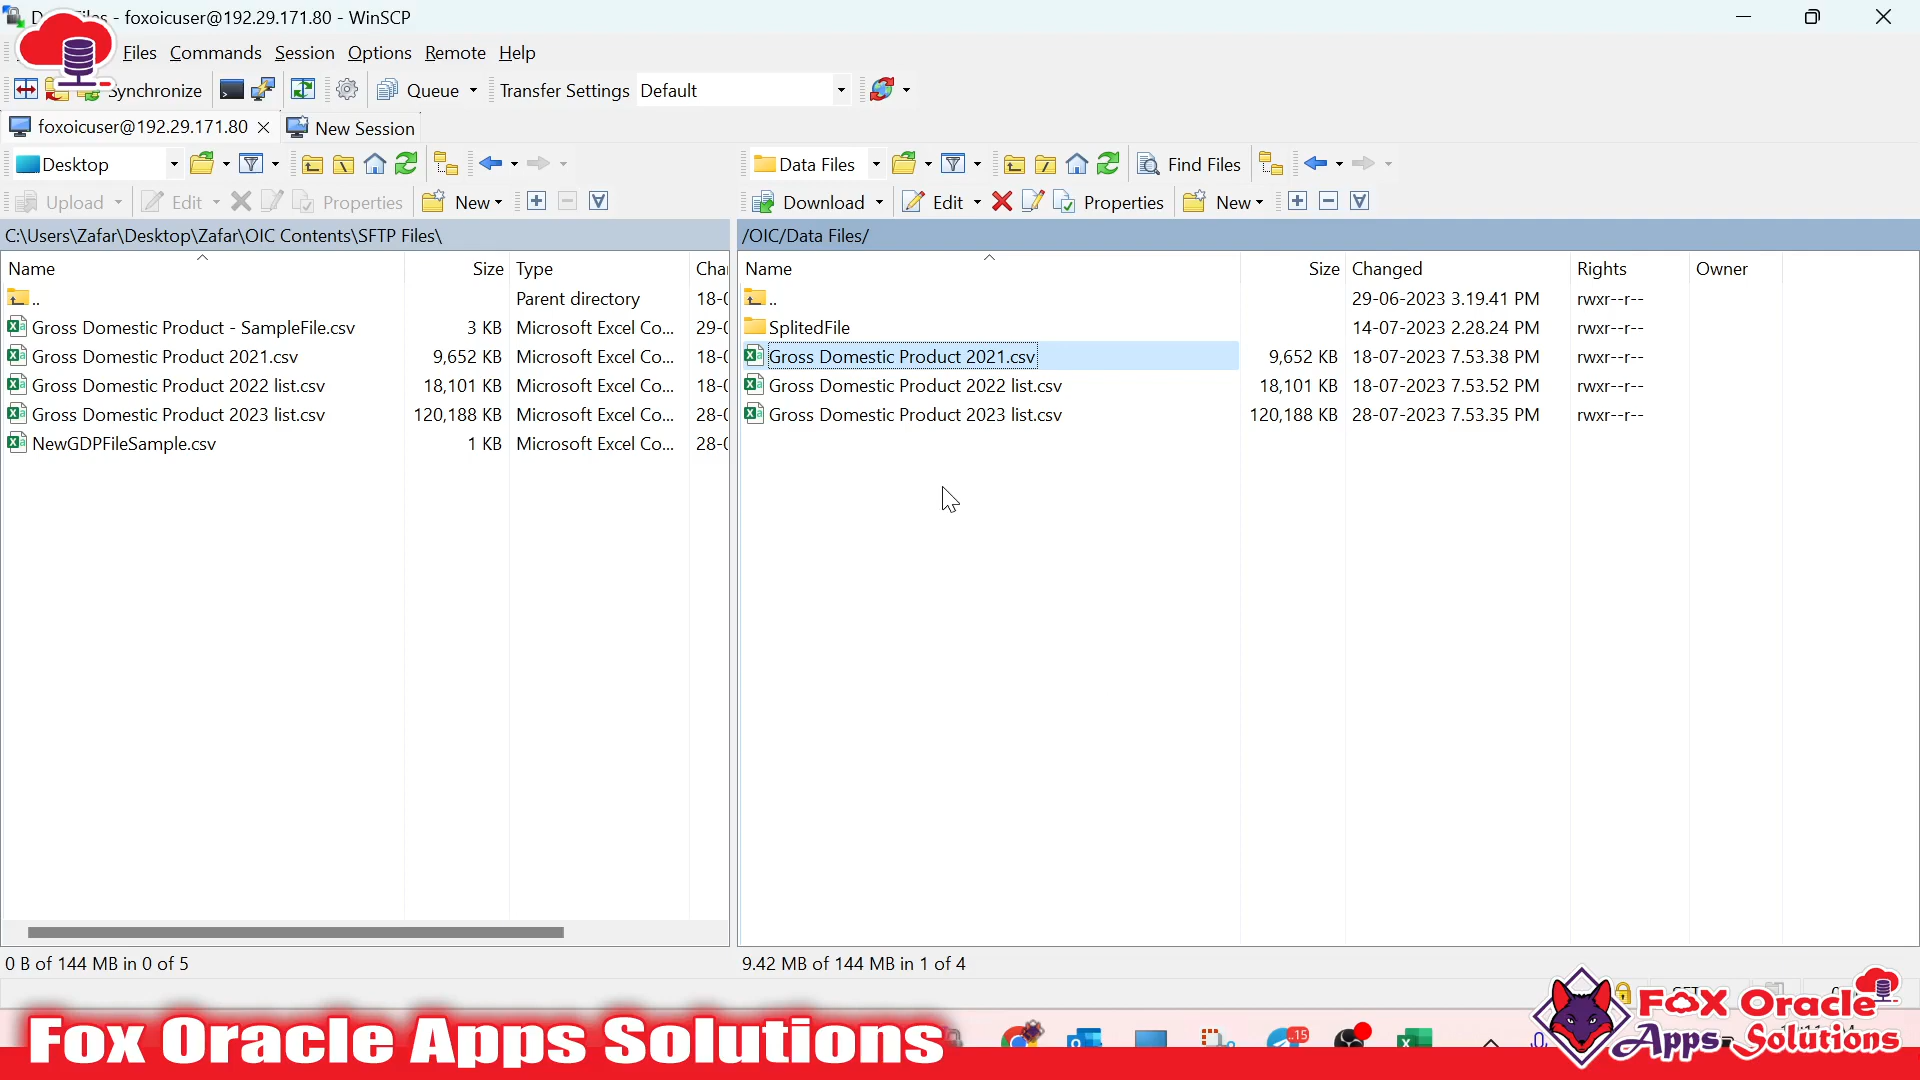 Files - foxoicuser@192.29.171.80 - WinSCP
Files Commands Session Options Remote Help
Synchronize Queue Transfer Settings Default
foxoicuser@192.29.171.80 New Session
Desktop Data Files Find Files
Upload Edit Properties New Download Edit Properties New
C:\Users\Zafar\Desktop\Zafar\OIC Contents\SFTP Files\ /OIC/Data Files/
Name Size Type Name Size Changed Rights Owner
.. Parent directory .. 29-06-2023 3.19.41 PM rwxr--r--
Gross Domestic Product - SampleFile.csv 3 KB Microsoft Excel Co... SplitedFile 14-07-2023 2.28.24 PM rwxr--r--
Gross Domestic Product 2021.csv 9,652 KB Microsoft Excel Co... Gross Domestic Product 2021.csv 9,652 KB 18-07-2023 7.53.38 PM rwxr--r--
Gross Domestic Product 2022 list.csv 18,101 KB Microsoft Excel Co... Gross Domestic Product 2022 list.csv 18,101 KB 18-07-2023 7.53.52 PM rwxr--r--
Gross Domestic Product 2023 list.csv 120,188 KB Microsoft Excel Co... Gross Domestic Product 2023 list.csv 120,188 KB 28-07-2023 7.53.35 PM rwxr--r--
NewGDPFileSample.csv 1 KB Microsoft Excel Co...
0 B of 144 MB in 0 of 5 9.42 MB of 144 MB in 1 of 4
Fox Oracle Apps Solutions
15
Fox Oracle
Apps Solutions